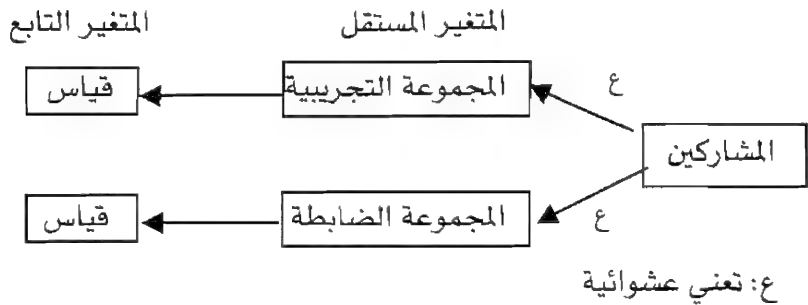 المتغير المستقل المتغير التابع
ع
المجموعة التجريبية قياس
المشاركين
المجموعة الضابطة قياس
ع
ع: تعني عشوائية